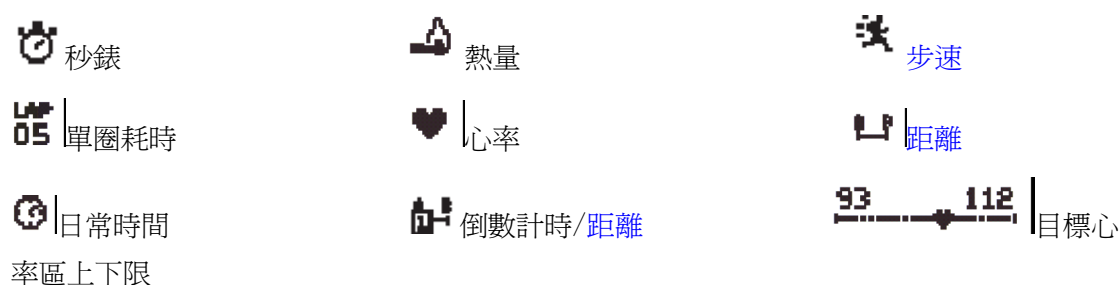 秒錶 熱量 步速
LAP 05 單圈耗時 心率 距離
日常時間 1 倒數計時/距離 93 112 目標心
率區上下限